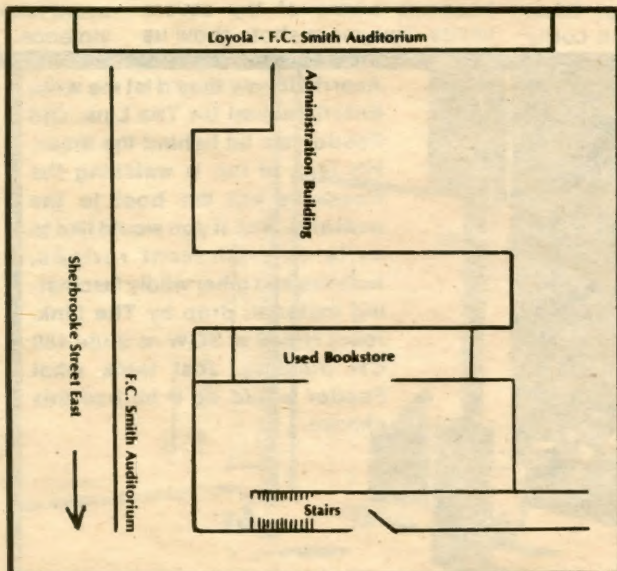 Loyola - F.C. Smith Auditorium
Administration Building
Sherbrooke Street East
F.C. Smith Auditorium
Used Bookstore
Stairs